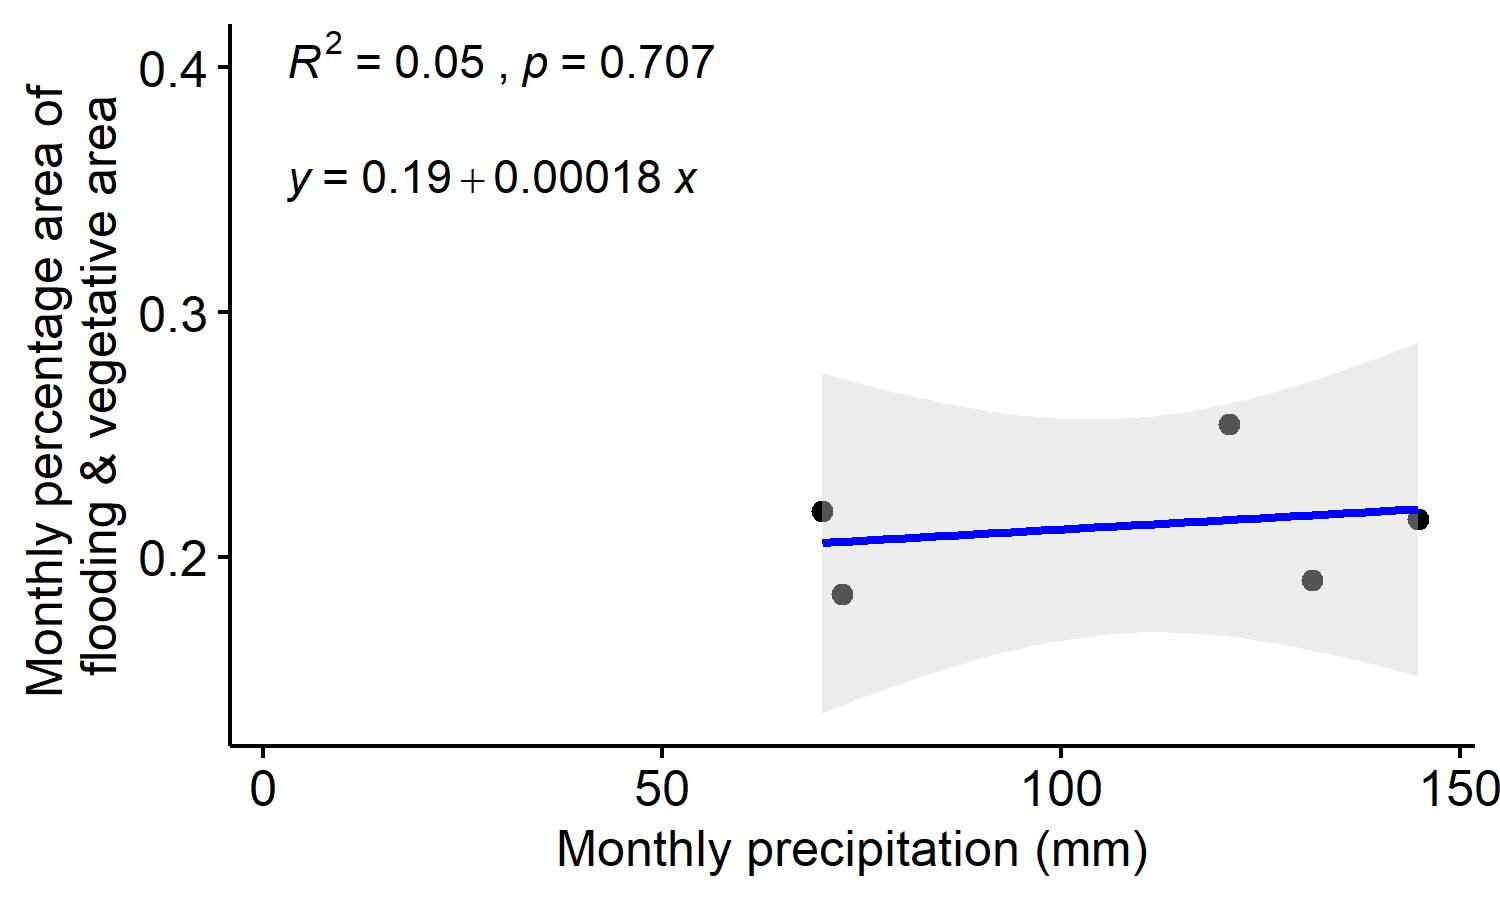 R² = 0.05 , p = 0.707
y = 0.19 + 0.00018 x
Monthly percentage area of
flooding & vegetative area
0.4
0.3
0.2
0 50 100 150
Monthly precipitation (mm)